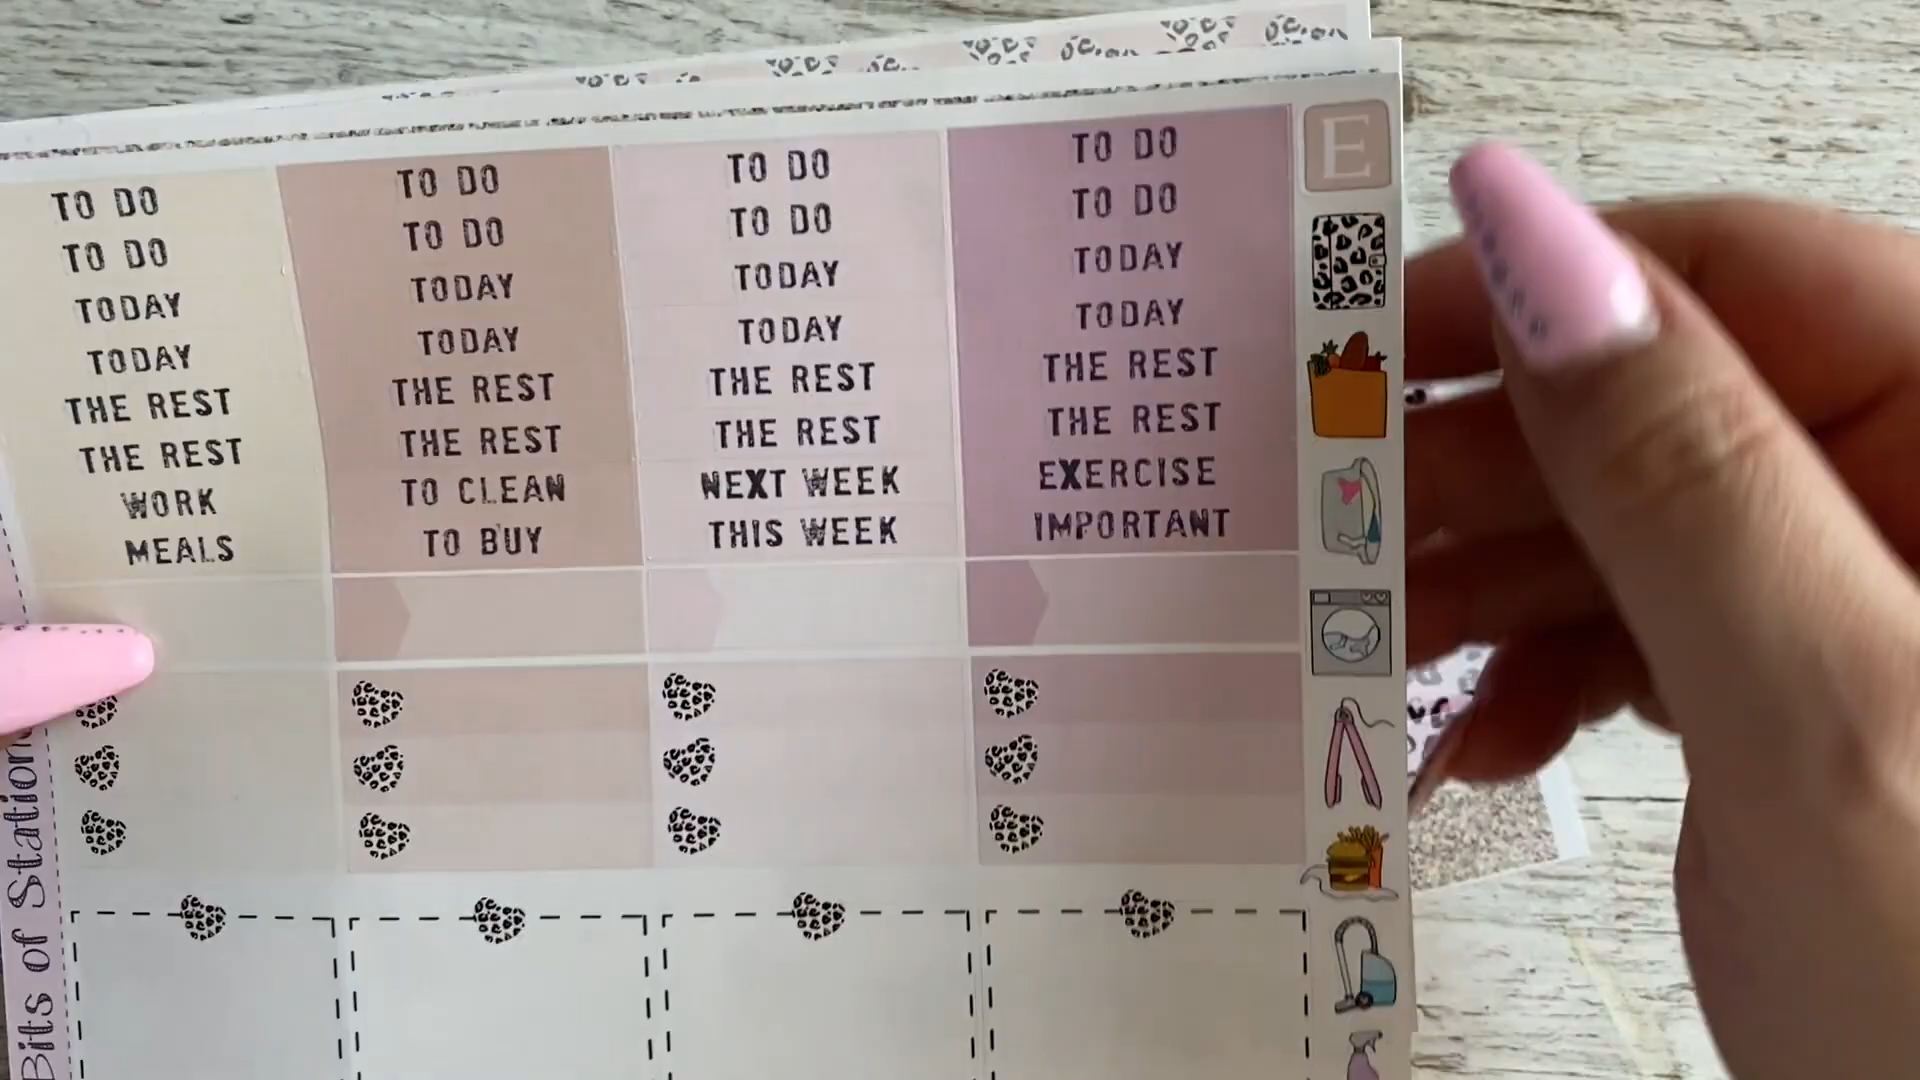 TO DO
TO DO
TODAY
TODAY
THE REST
THE REST
WORK
MEALS
TO DO
TO DO
TODAY
TODAY
THE REST
THE REST
TO CLEAN
TO BUY
TO DO
TO DO
TODAY
TODAY
THE REST
THE REST
NEXT WEEK
THIS WEEK
TO DO
TO DO
TODAY
TODAY
THE REST
THE REST
EXERCISE
IMPORTANT
E
Bits of Station